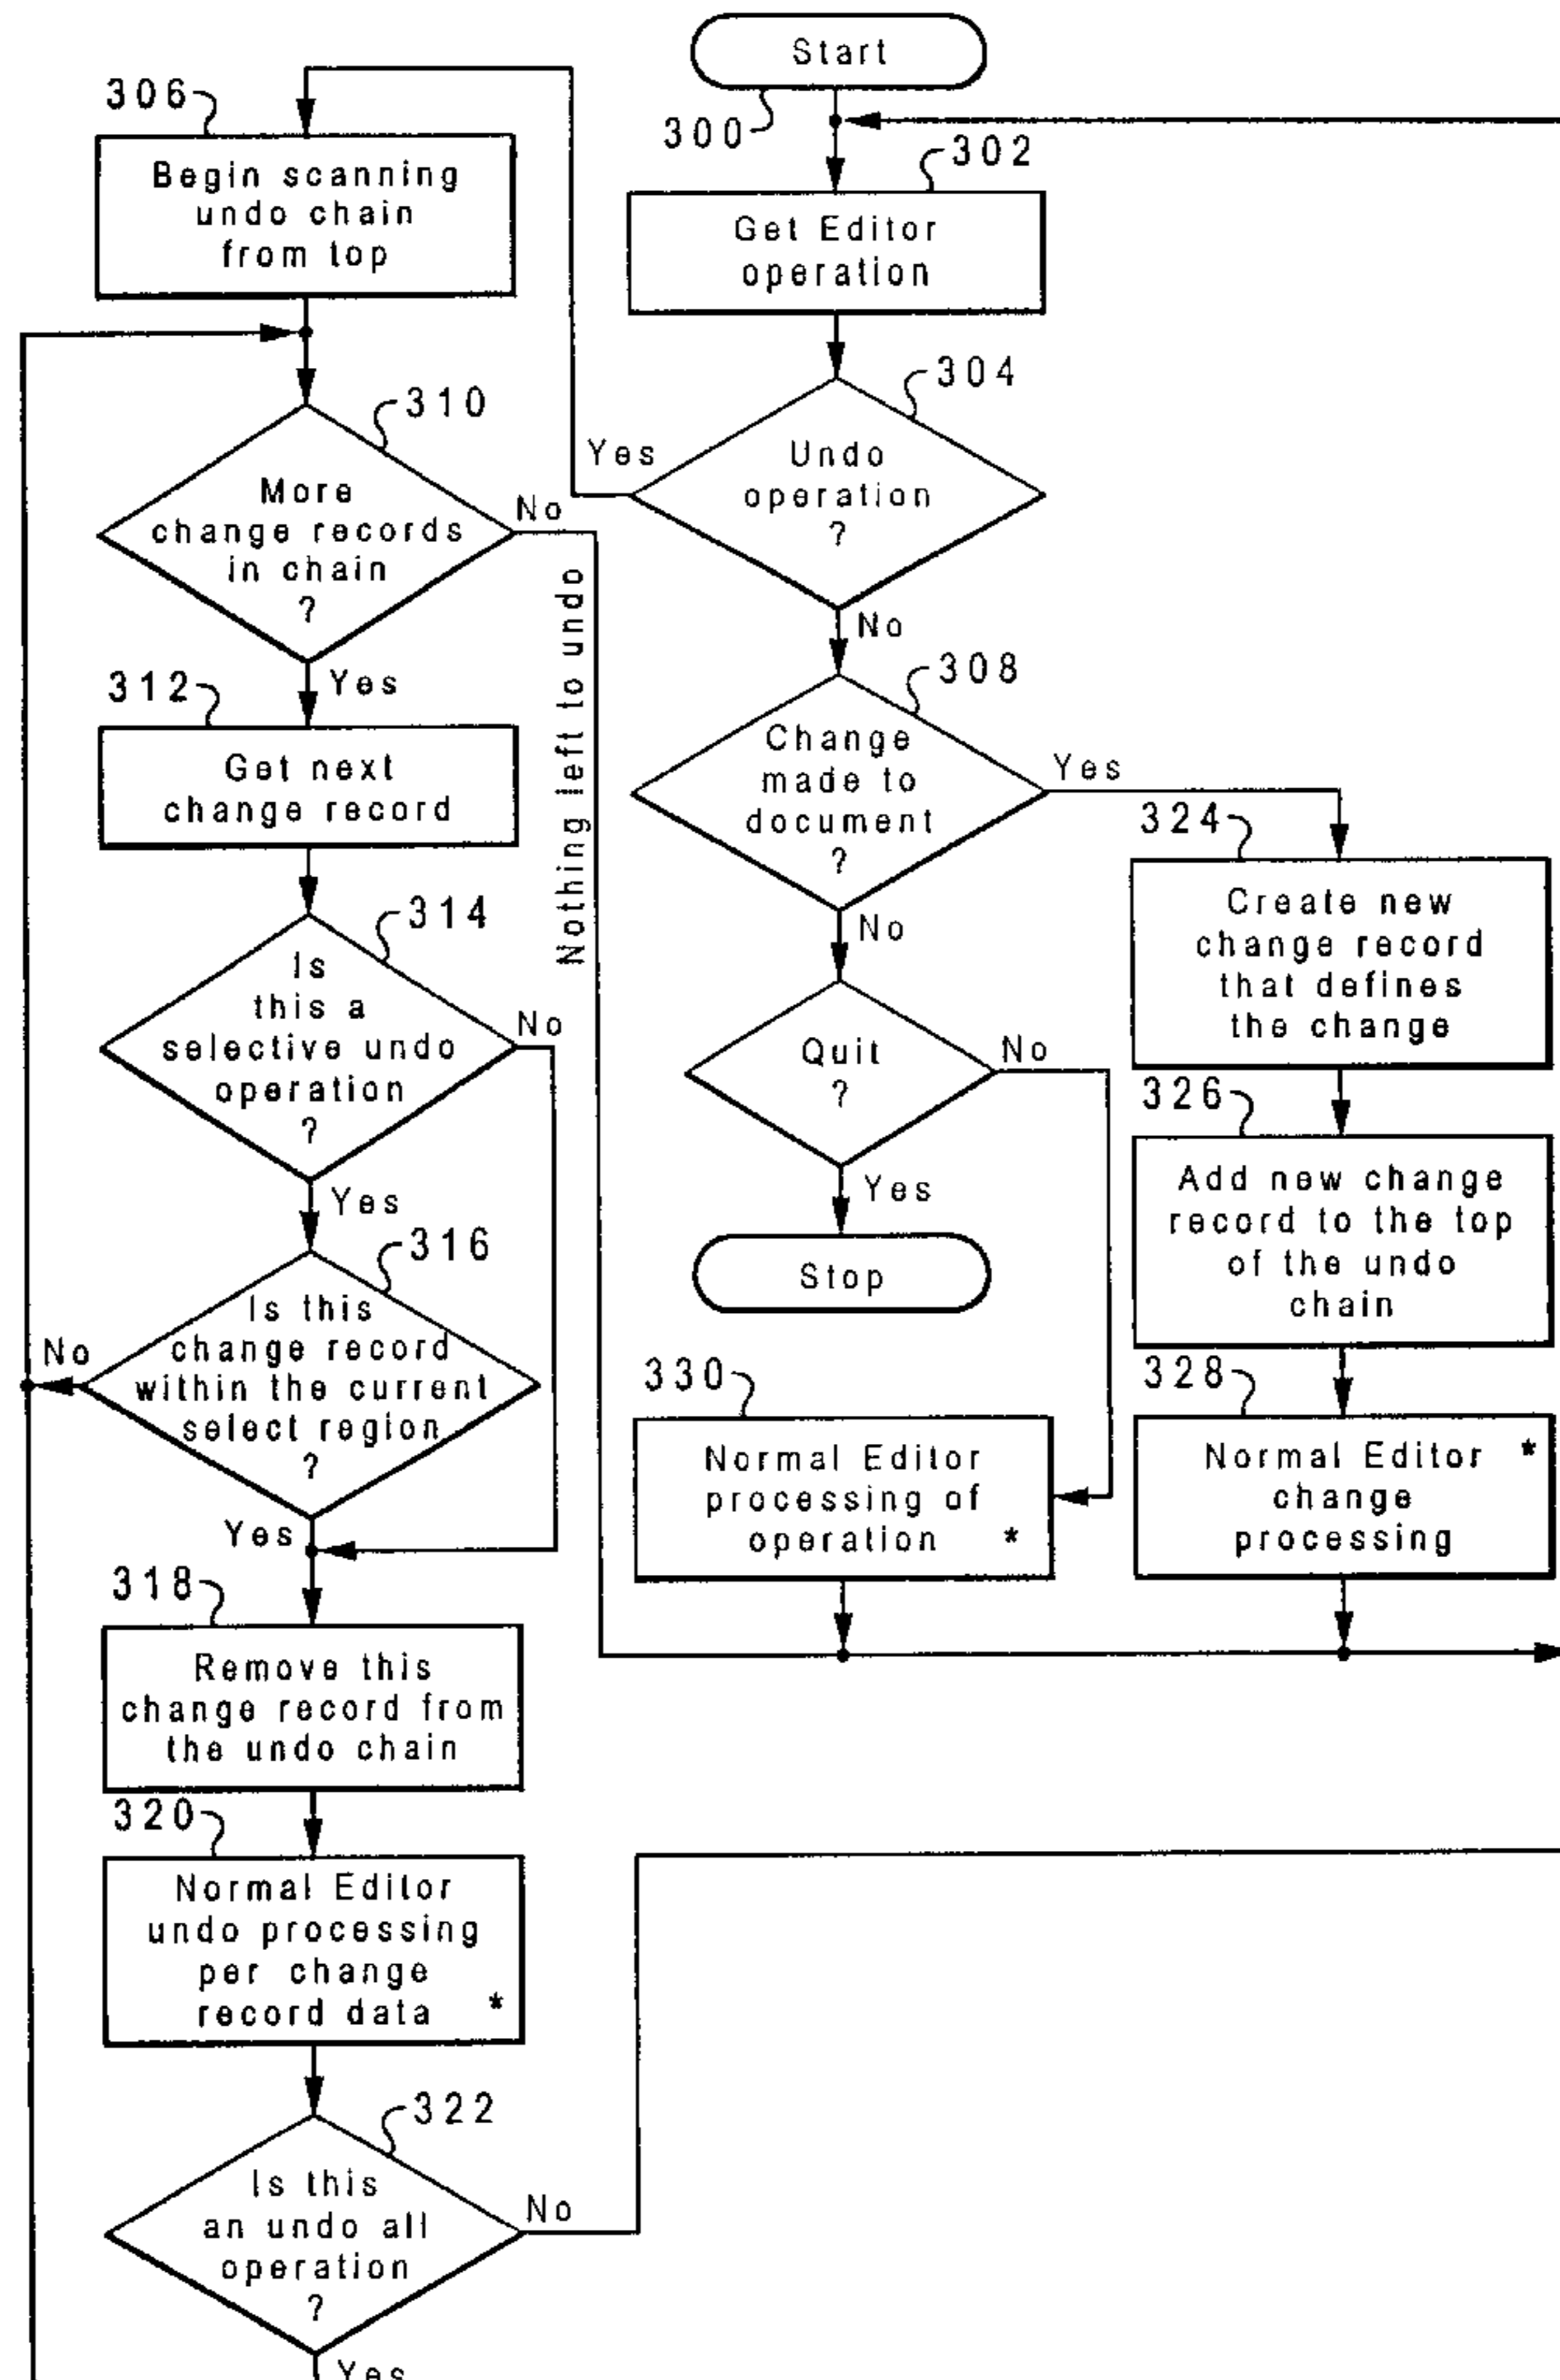 Start
300
302
Get Editor
operation
304
Undo
operation
?
Yes
No
306
Begin scanning
undo chain
from top
310
More
change records
in chain
?
No
Nothing left to undo
Yes
312
Get next
change record
314
Is
this a
selective undo
operation
?
No
Yes
316
Is this
change record
within the current
select region
?
No
Yes
318
Remove this
change record from
the undo chain
320
Normal Editor
undo processing
per change
record data *
322
Is this
an undo all
operation
?
No
Yes
308
Change
made to
document
?
Yes
No
Quit
?
No
Yes
Stop
330
Normal Editor
processing of
operation *
324
Create new
change record
that defines
the change
326
Add new change
record to the top
of the undo
chain
328
Normal Editor *
change
processing